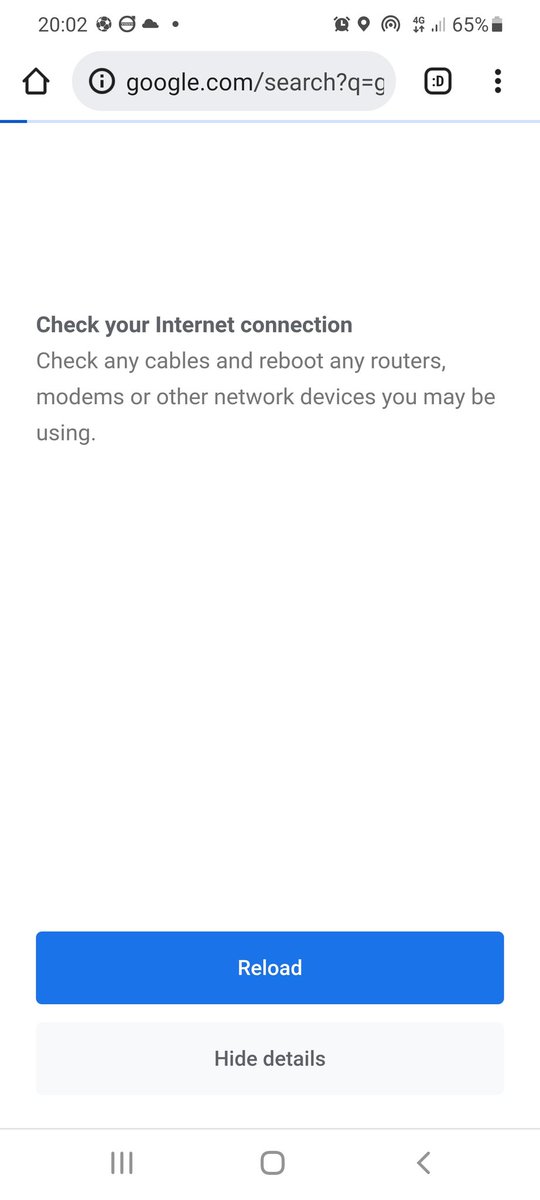 20:02 4G 65%
google.com/search?q=g
:D
Check your Internet connection
Check any cables and reboot any routers,
modems or other network devices you may be
using.
Reload
Hide details